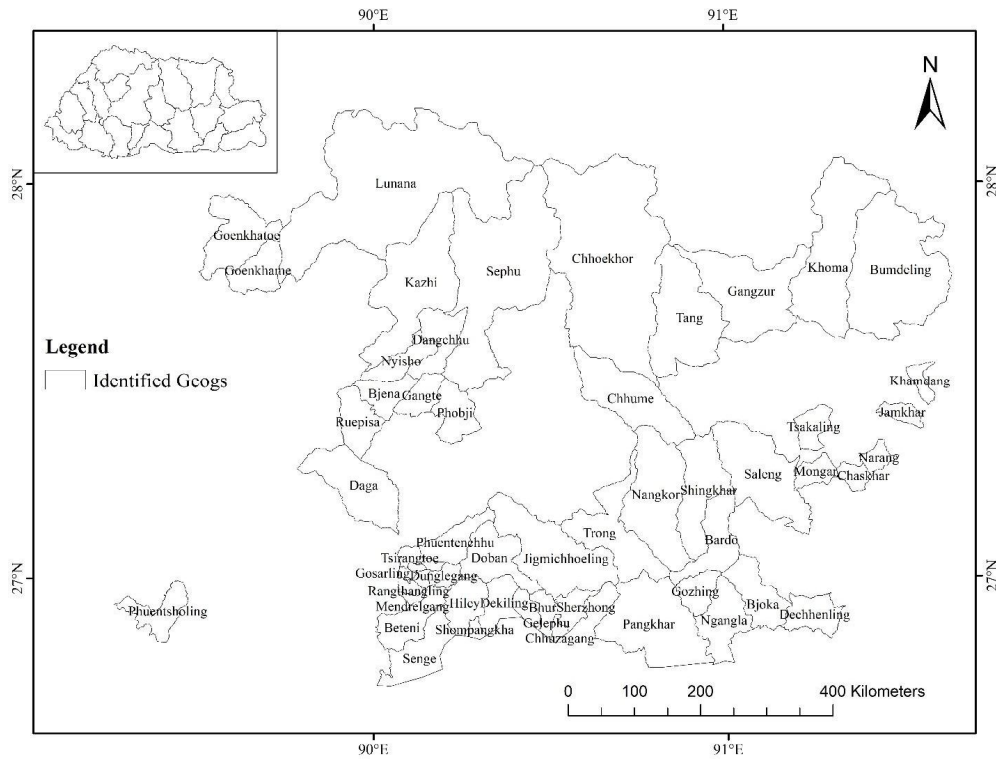 90°E 91°E
N
28°N 28°N
Lunana
Goenkhatoe
Goenkhame
Kazhi
Sephu
Chhoekhor
Khoma
Bumdeling
Gangzur
Tang
Legend
Identified Geogs
Dangchhu
Nyisho
Bjena
Gangte
Phobji
Ruepisa
Chhume
Khamdang
Jamkhar
Tsakaling
Narang
Mongar
Chaskhar
Saleng
Daga
Nangkor
Shingkhar
Trong
Bardo
Phuentenchhu
Tsirangtoe
Doban
Jigmichhoeling
27°N 27°N
Gosarling
Dunglegang
Rangthangling
Mendrelgang
Hiley
Dekiling
Bhur
Sherzhong
Gozhing
Bjoka
Dechhenling
Phuentsholing
Beteni
Shompangkha
Gelephu
Chhazagang
Pangkhar
Ngangla
Senge
0 100 200 400 Kilometers
90°E 91°E